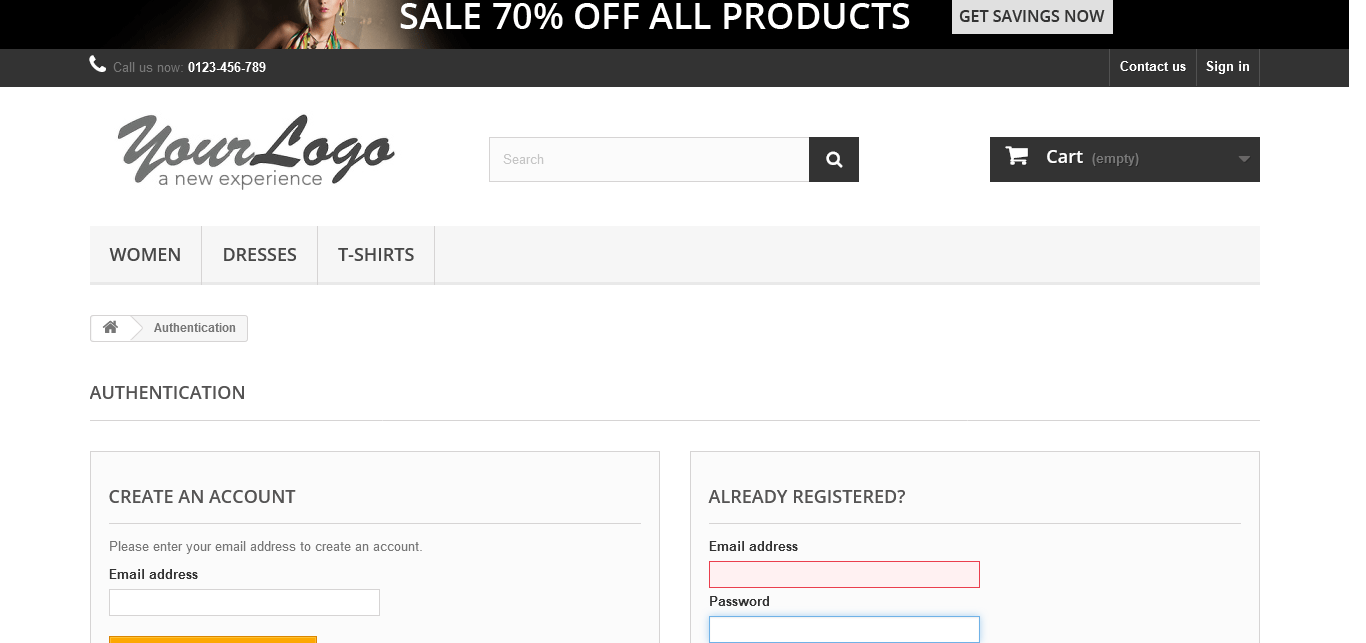 SALE 70% OFF ALL PRODUCTS
GET SAVINGS NOW
Call us now: 0123-456-789
Contact us
Sign in
Your Logo
a new experience
Search
Cart (empty)
WOMEN
DRESSES
T-SHIRTS
Authentication
AUTHENTICATION
CREATE AN ACCOUNT
Please enter your email address to create an account.
Email address
ALREADY REGISTERED?
Email address
Password